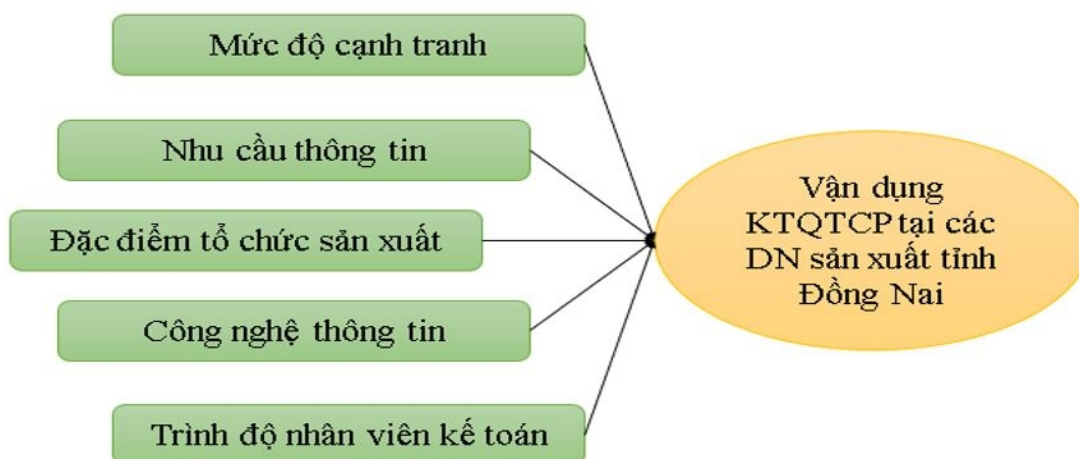 Mức độ cạnh tranh
Nhu cầu thông tin
Đặc điểm tổ chức sản xuất
Công nghệ thông tin
Trình độ nhân viên kế toán
Vận dụng
KTQTCP tại các
DN sản xuất tỉnh
Đồng Nai